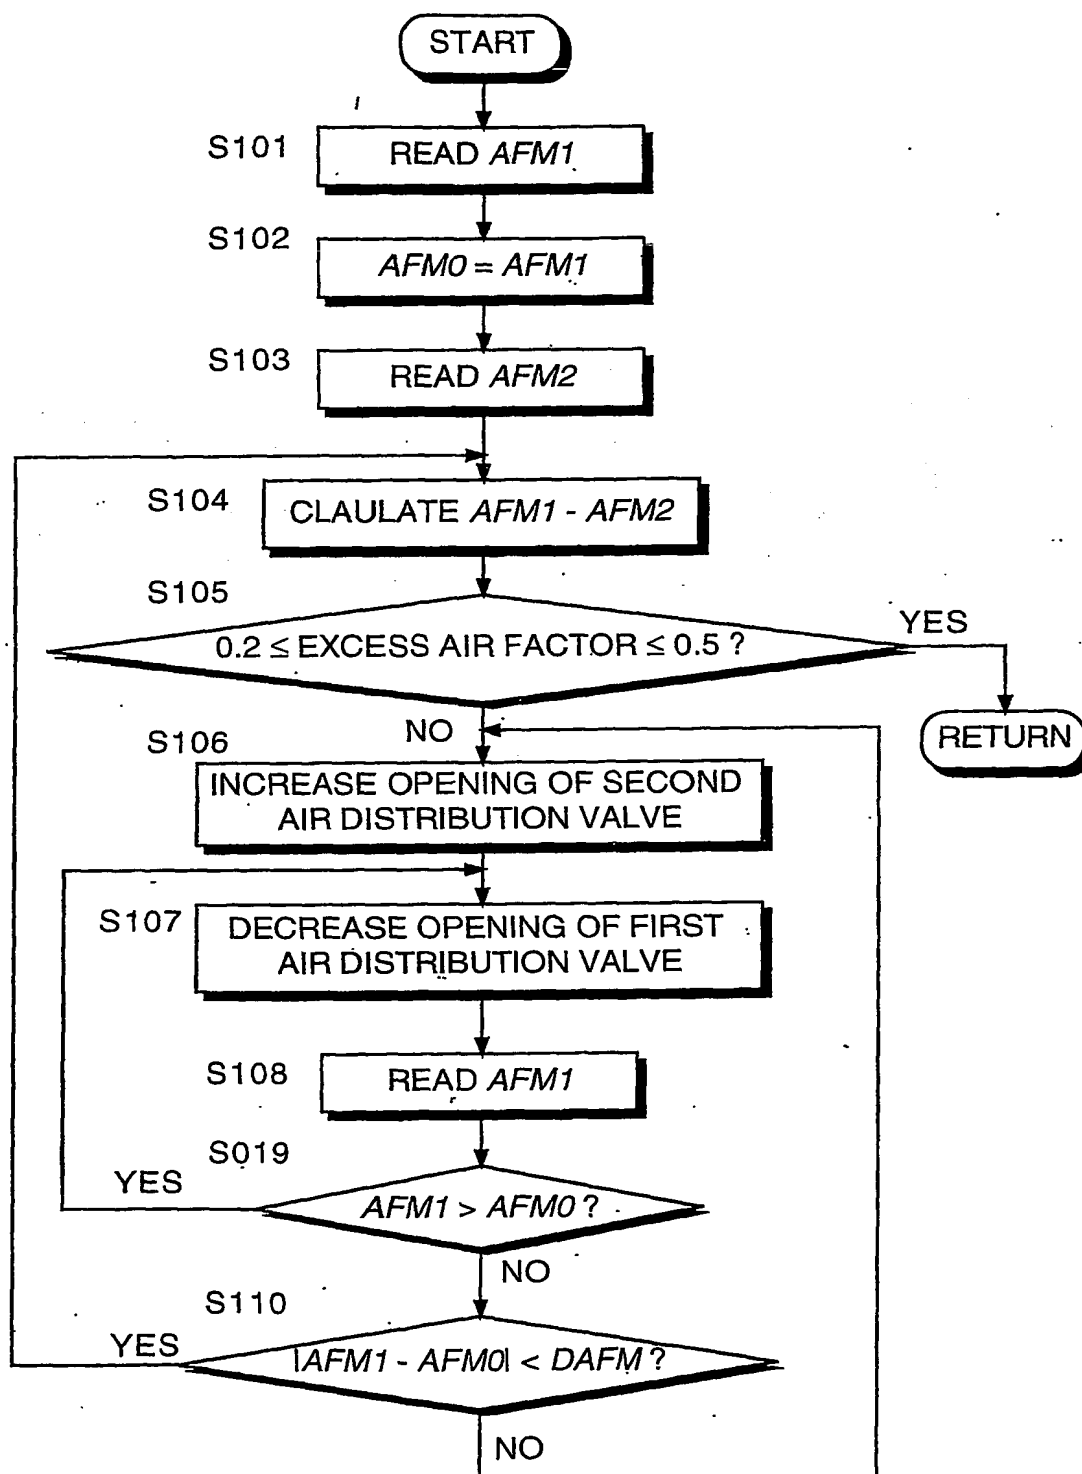 START
S101
READ AFM1
S102
AFM0 = AFM1
S103
READ AFM2
S104
CLAULATE AFM1 - AFM2
S105
0.2 ≤ EXCESS AIR FACTOR ≤ 0.5 ?
YES
RETURN
NO
S106
INCREASE OPENING OF SECOND
AIR DISTRIBUTION VALVE
S107
DECREASE OPENING OF FIRST
AIR DISTRIBUTION VALVE
S108
READ AFM1
S019
YES
AFM1 > AFM0 ?
NO
S110
YES
|AFM1 - AFM0| < DAFM ?
NO